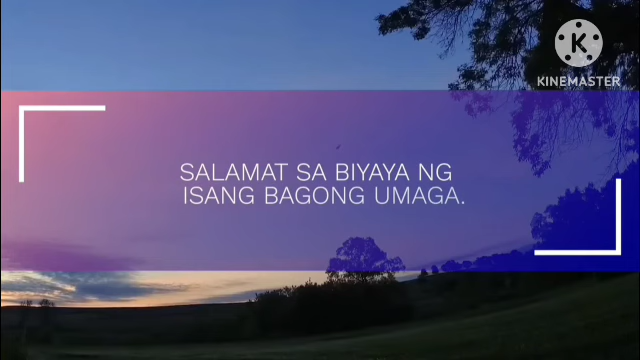 K
KINEMASTER
SALAMAT SA BIYAYA NG
ISANG BAGONG UMAGA.